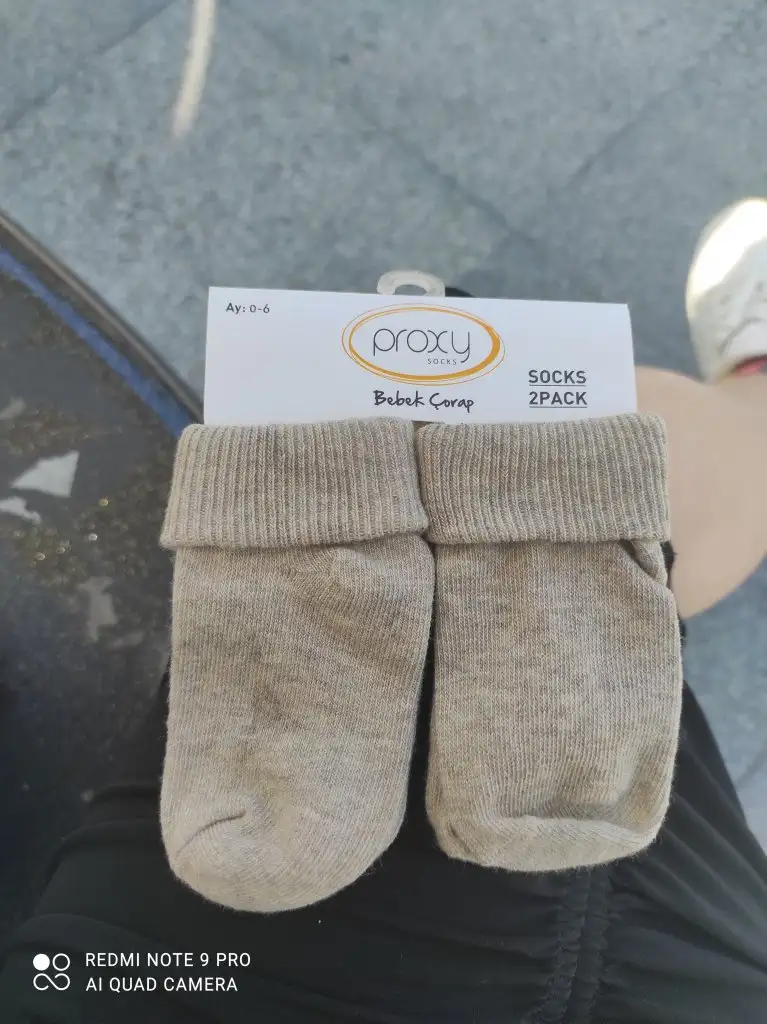 Ay: 0-6
proxy
SOCKS
Bebek Çorap
SOCKS
2PACK
REDMI NOTE 9 PRO
AI QUAD CAMERA